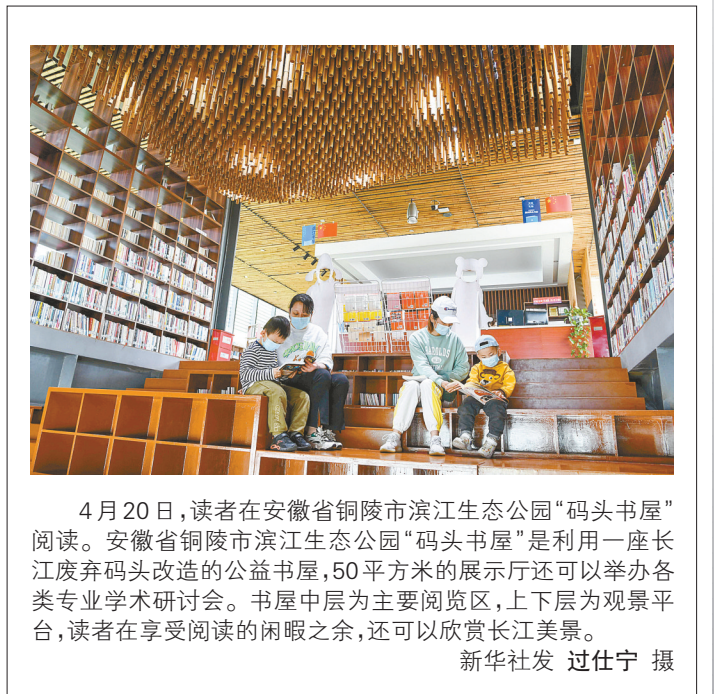 4月20日,读者在安徽省铜陵市滨江生态公园“码头书屋”
阅读。安徽省铜陵市滨江生态公园“码头书屋”是利用一座长
江废弃码头改造的公益书屋,50平方米的展示厅还可以举办各
类专业学术研讨会。书屋中层为主要阅览区,上下层为观景平
台,读者在享受阅读的闲暇之余,还可以欣赏长江美景。
新华社发 过仕宁 摄